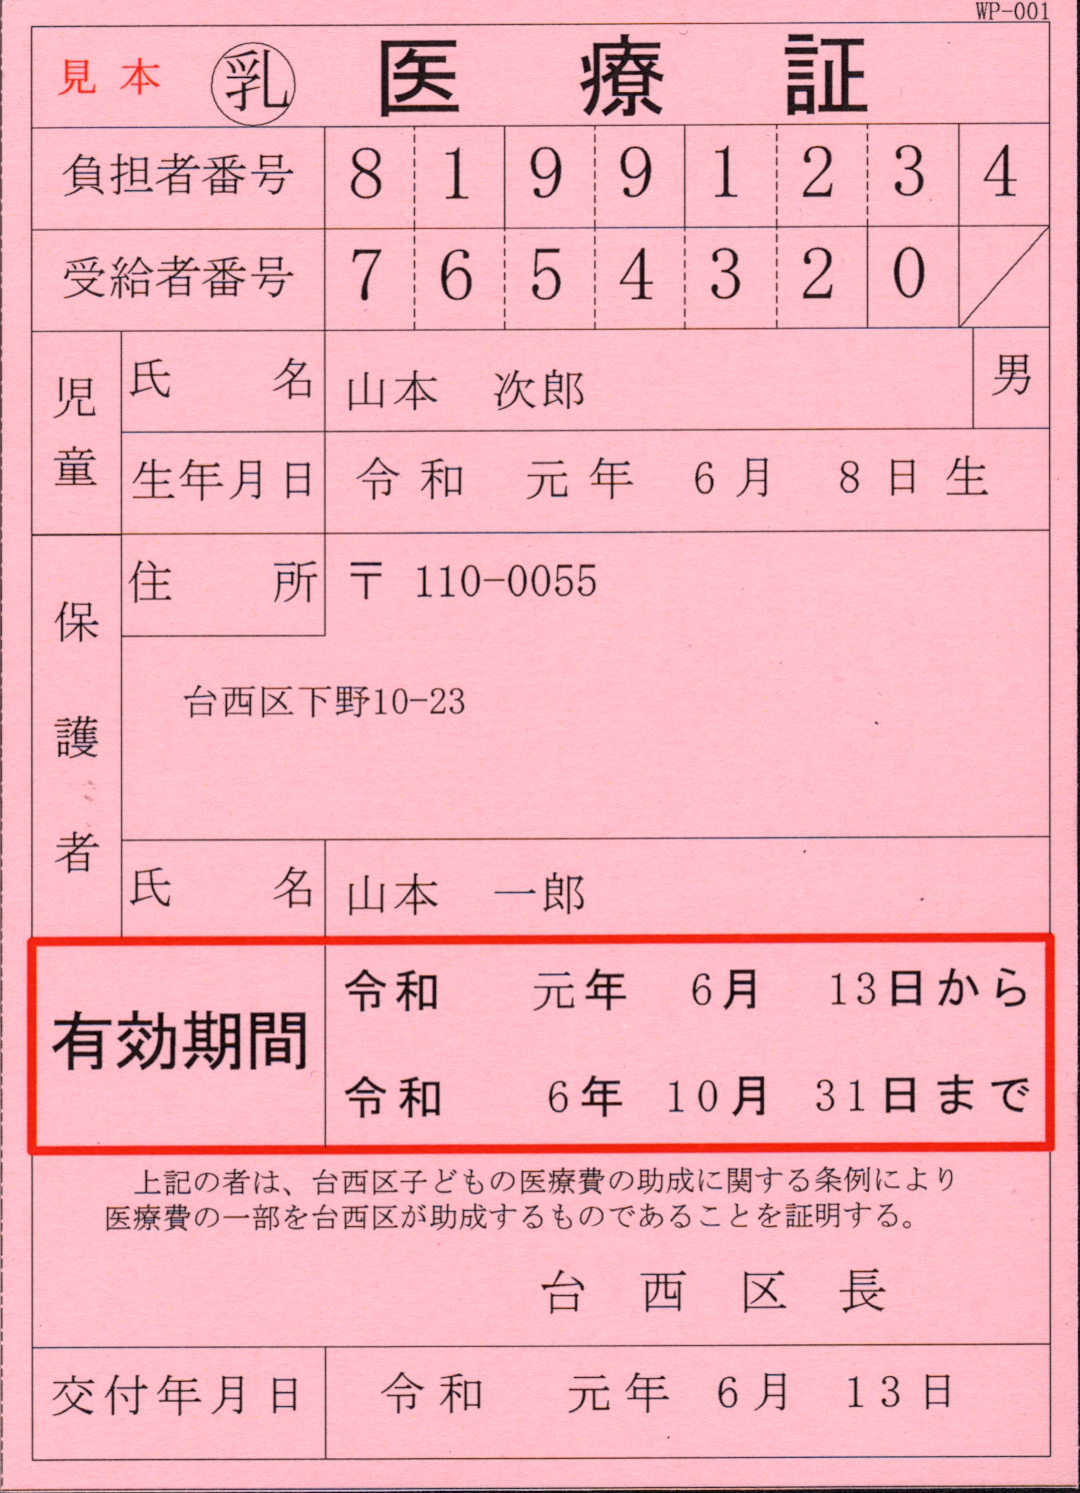 WP-001
見本 ㊥乳 医療証
負担者番号 8 1 9 9 1 2 3 4
受給者番号 7 6 5 4 3 2 0
児童 氏名 山本 次郎 男
生年月日 令和 元年 6月 8日生
保護者 住所 〒 110-0055
台西区下野10-23
氏名 山本 一郎
有効期間 令和 元年 6月 13日から
令和 6年 10月 31日まで
上記の者は、台西区子どもの医療費の助成に関する条例により
医療費の一部を台西区が助成するものであることを証明する。
台西区長
交付年月日 令和 元年 6月 13日